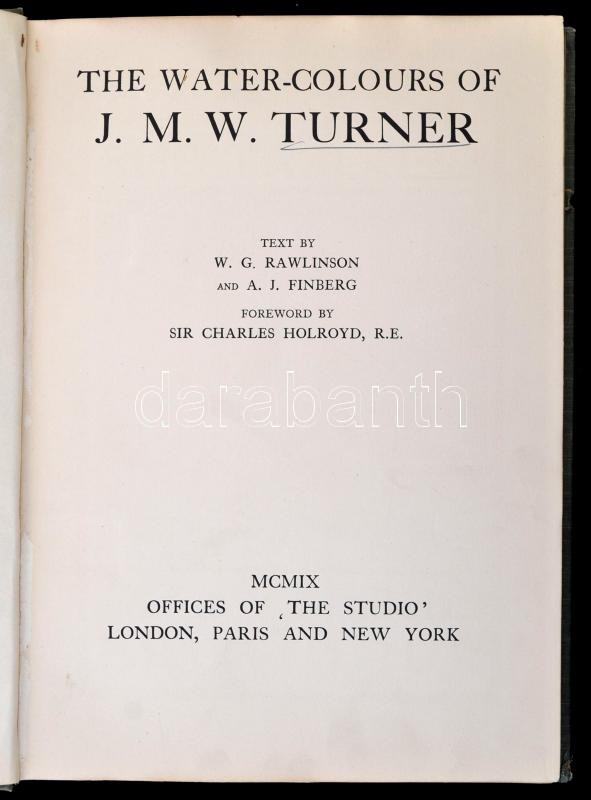 THE WATER-COLOURS OF
J. M. W. TURNER
TEXT BY
W. G. RAWLINSON
AND A. J. FINBERG
FOREWORD BY
SIR CHARLES HOLROYD, R.E.
darabanth
MCMIX
OFFICES OF ‚THE STUDIO’
LONDON, PARIS AND NEW YORK